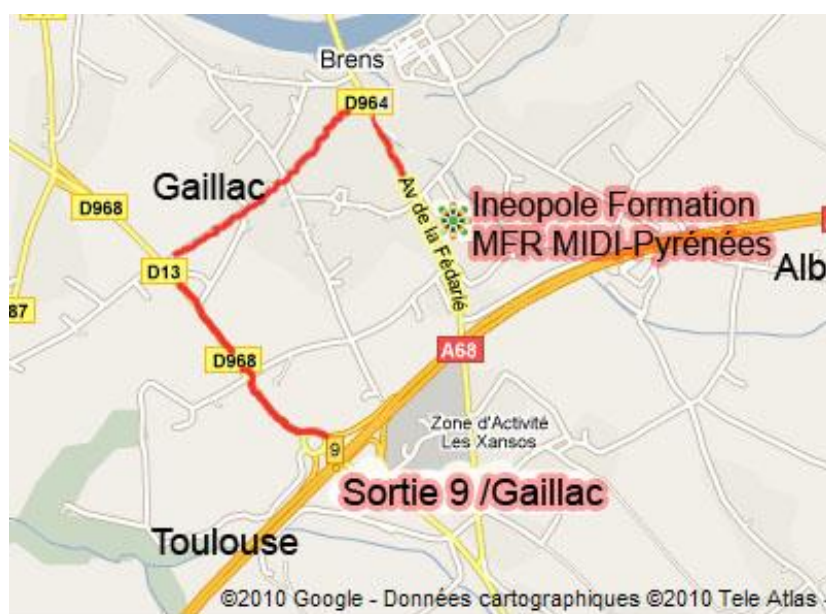 Brens
D964
Gaillac
D968
Av de la Fédarié
Ineopole Formation
MFR MIDI-Pyrénées
D13
Alb
87
A68
D968
Zone d'Activité
Les Xansos
9
Sortie 9 /Gaillac
Toulouse
©2010 Google - Données cartographiques ©2010 Tele Atlas -